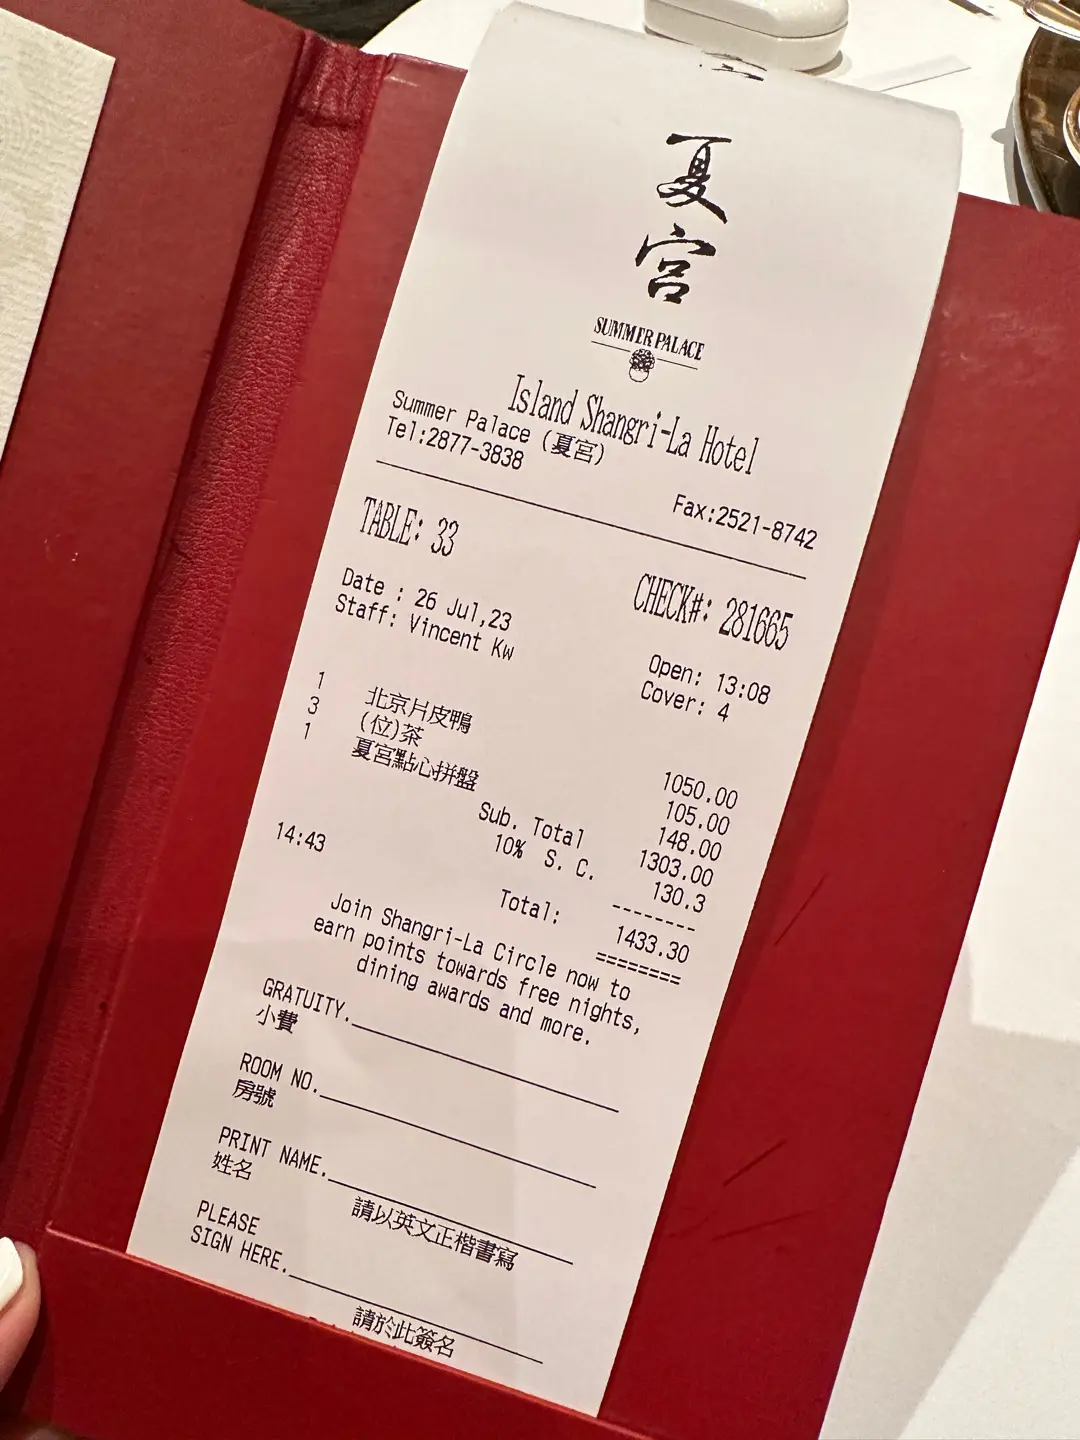 夏宮
SUMMER PALACE
Island Shangri-La Hotel
Summer Palace (夏宮)
Tel:2877-3838 Fax:2521-8742
TABLE: 33 CHECK#: 281665
Date : 26 Jul,23 Open: 13:08
Staff: Vincent Kw Cover: 4
1 北京片皮鴨 1050.00
3 (位)茶 105.00
1 夏宮點心拼盤 148.00
Sub. Total 1303.00
10% S. C. 130.3
--------
14:43 Total: 1433.30
========
Join Shangri-La Circle now to
earn points towards free nights,
dining awards and more.
GRATUITY.
小費
ROOM NO.
房號
PRINT NAME.
姓名 請以英文正楷書寫
PLEASE
SIGN HERE.
請於此簽名